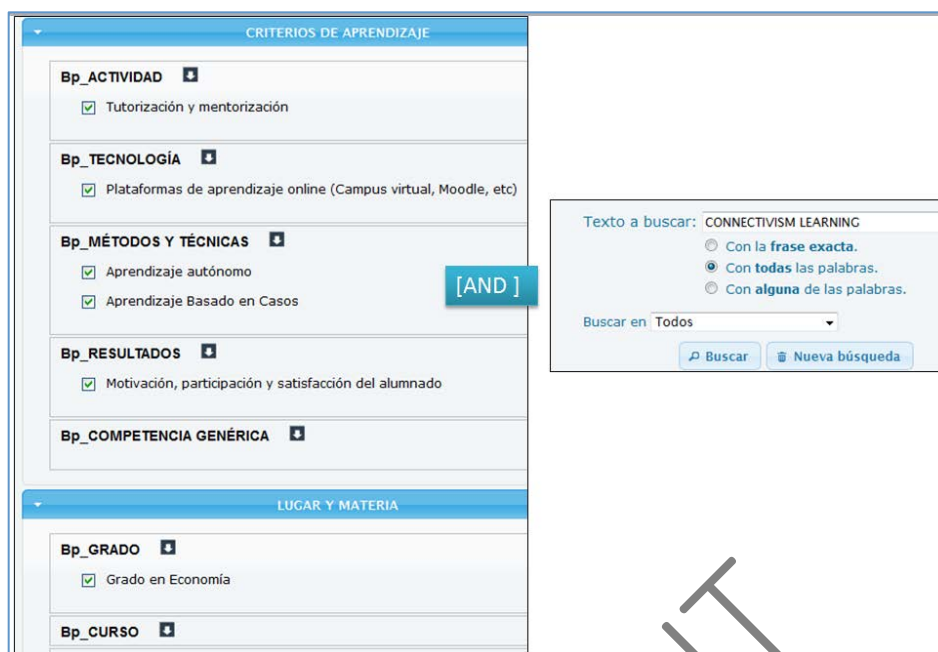 CRITERIOS DE APRENDIZAJE
Bp_ACTIVIDAD
Tutorización y mentorización
Bp_TECNOLOGÍA
Plataformas de aprendizaje online (Campus virtual, Moodle, etc)
Bp_MÉTODOS Y TÉCNICAS
Aprendizaje autónomo
Aprendizaje Basado en Casos
Bp_RESULTADOS
Motivación, participación y satisfacción del alumnado
Bp_COMPETENCIA GENÉRICA
LUGAR Y MATERIA
Bp_GRADO
Grado en Economía
Bp_CURSO
[AND ]
Texto a buscar: CONNECTIVISM LEARNING
Con la frase exacta.
Con todas las palabras.
Con alguna de las palabras.
Buscar en Todos
Buscar Nueva búsqueda